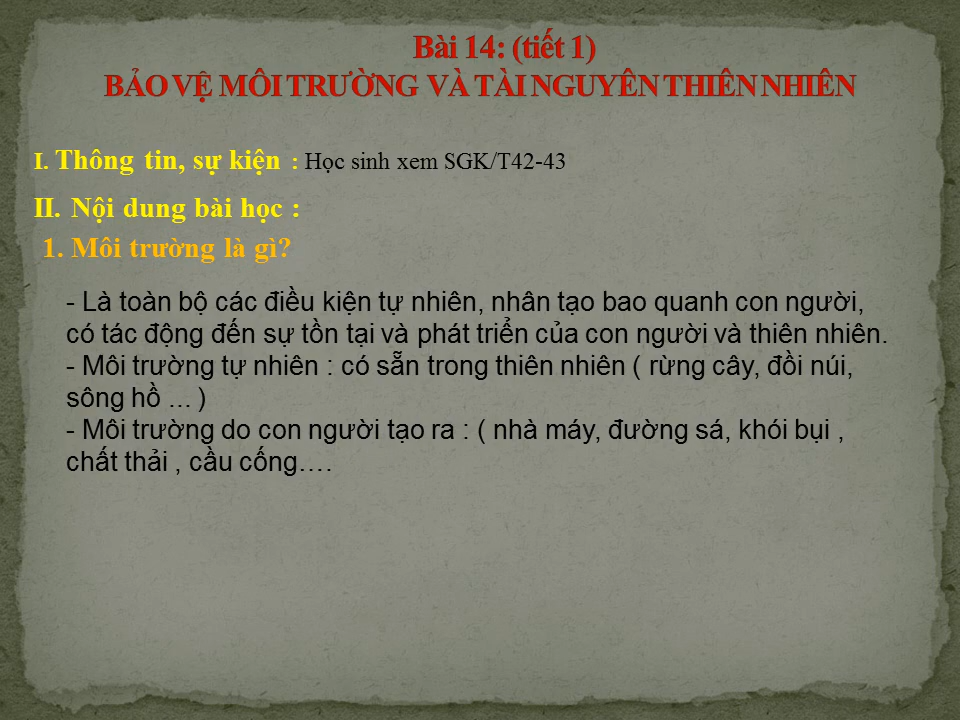 Bài 14: (tiết 1)
BẢO VỆ MÔI TRƯỜNG VÀ TÀI NGUYÊN THIÊN NHIÊN
I. Thông tin, sự kiện : Học sinh xem SGK/T42-43
II. Nội dung bài học :
1. Môi trường là gì?
- Là toàn bộ các điều kiện tự nhiên, nhân tạo bao quanh con người,
có tác động đến sự tồn tại và phát triển của con người và thiên nhiên.
- Môi trường tự nhiên : có sẵn trong thiên nhiên ( rừng cây, đồi núi,
sông hồ ... )
- Môi trường do con người tạo ra : ( nhà máy, đường sá, khói bụi ,
chất thải , cầu cống….